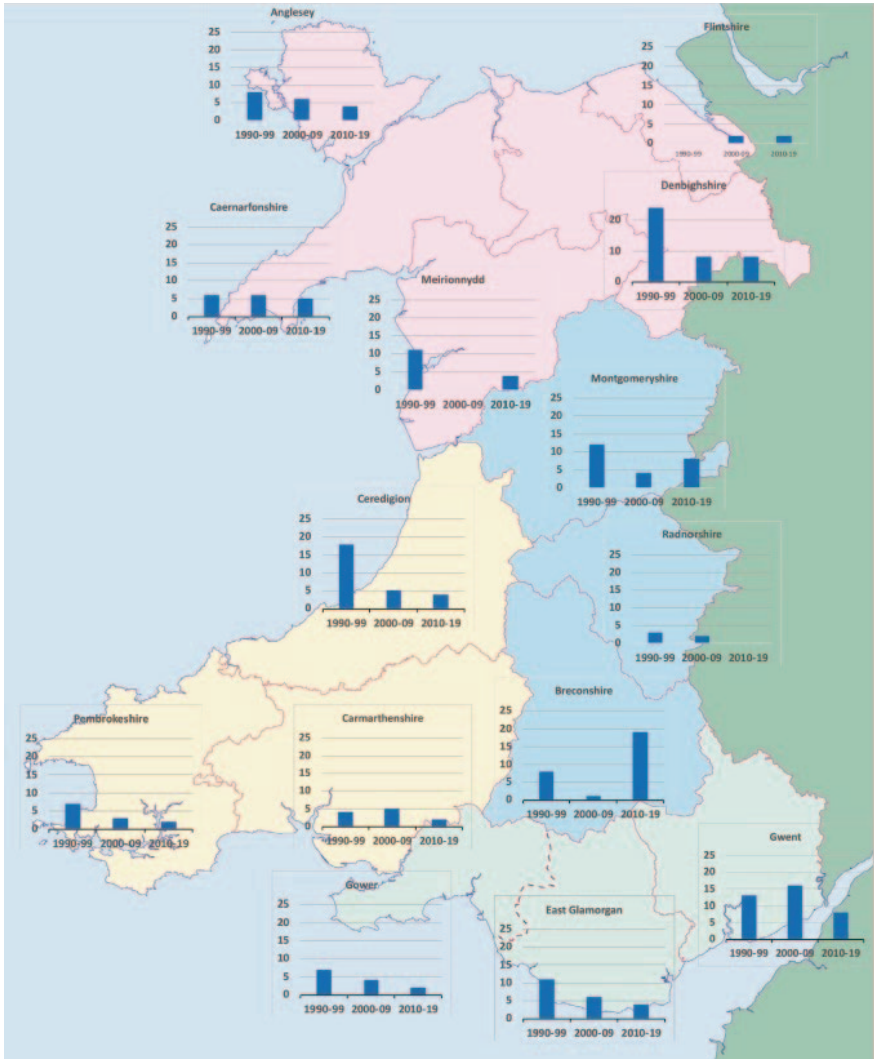 Anglesey
25
20
15
10
5
0
1990-99 2000-09 2010-19
Flintshire
25
20
15
10
5
0
1990-99 2000-09 2010-19
Denbighshire
20
10
0
1990-99 2000-09 2010-19
Caernarfonshire
25
20
15
10
5
0
1990-99 2000-09 2010-19
Meirionnydd
25
20
15
10
5
0
1990-99 2000-09 2010-19
Montgomeryshire
25
20
15
10
5
0
1990-99 2000-09 2010-19
Ceredigion
25
20
15
10
5
0
1990-99 2000-09 2010-19
Radnorshire
25
20
15
10
5
0
1990-99 2000-09 2010-19
Breconshire
25
20
15
10
5
0
1990-99 2000-09 2010-19
Pembrokeshire
25
20
15
10
5
0
1990-99 2000-09 2010-19
Carmarthenshire
25
20
15
10
5
0
1990-99 2000-09 2010-19
Gwent
25
20
15
10
5
0
1990-99 2000-09 2010-19
Gower
25
20
15
10
5
0
1990-99 2000-09 2010-19
East Glamorgan
25
20
15
10
5
0
1990-99 2000-09 2010-19